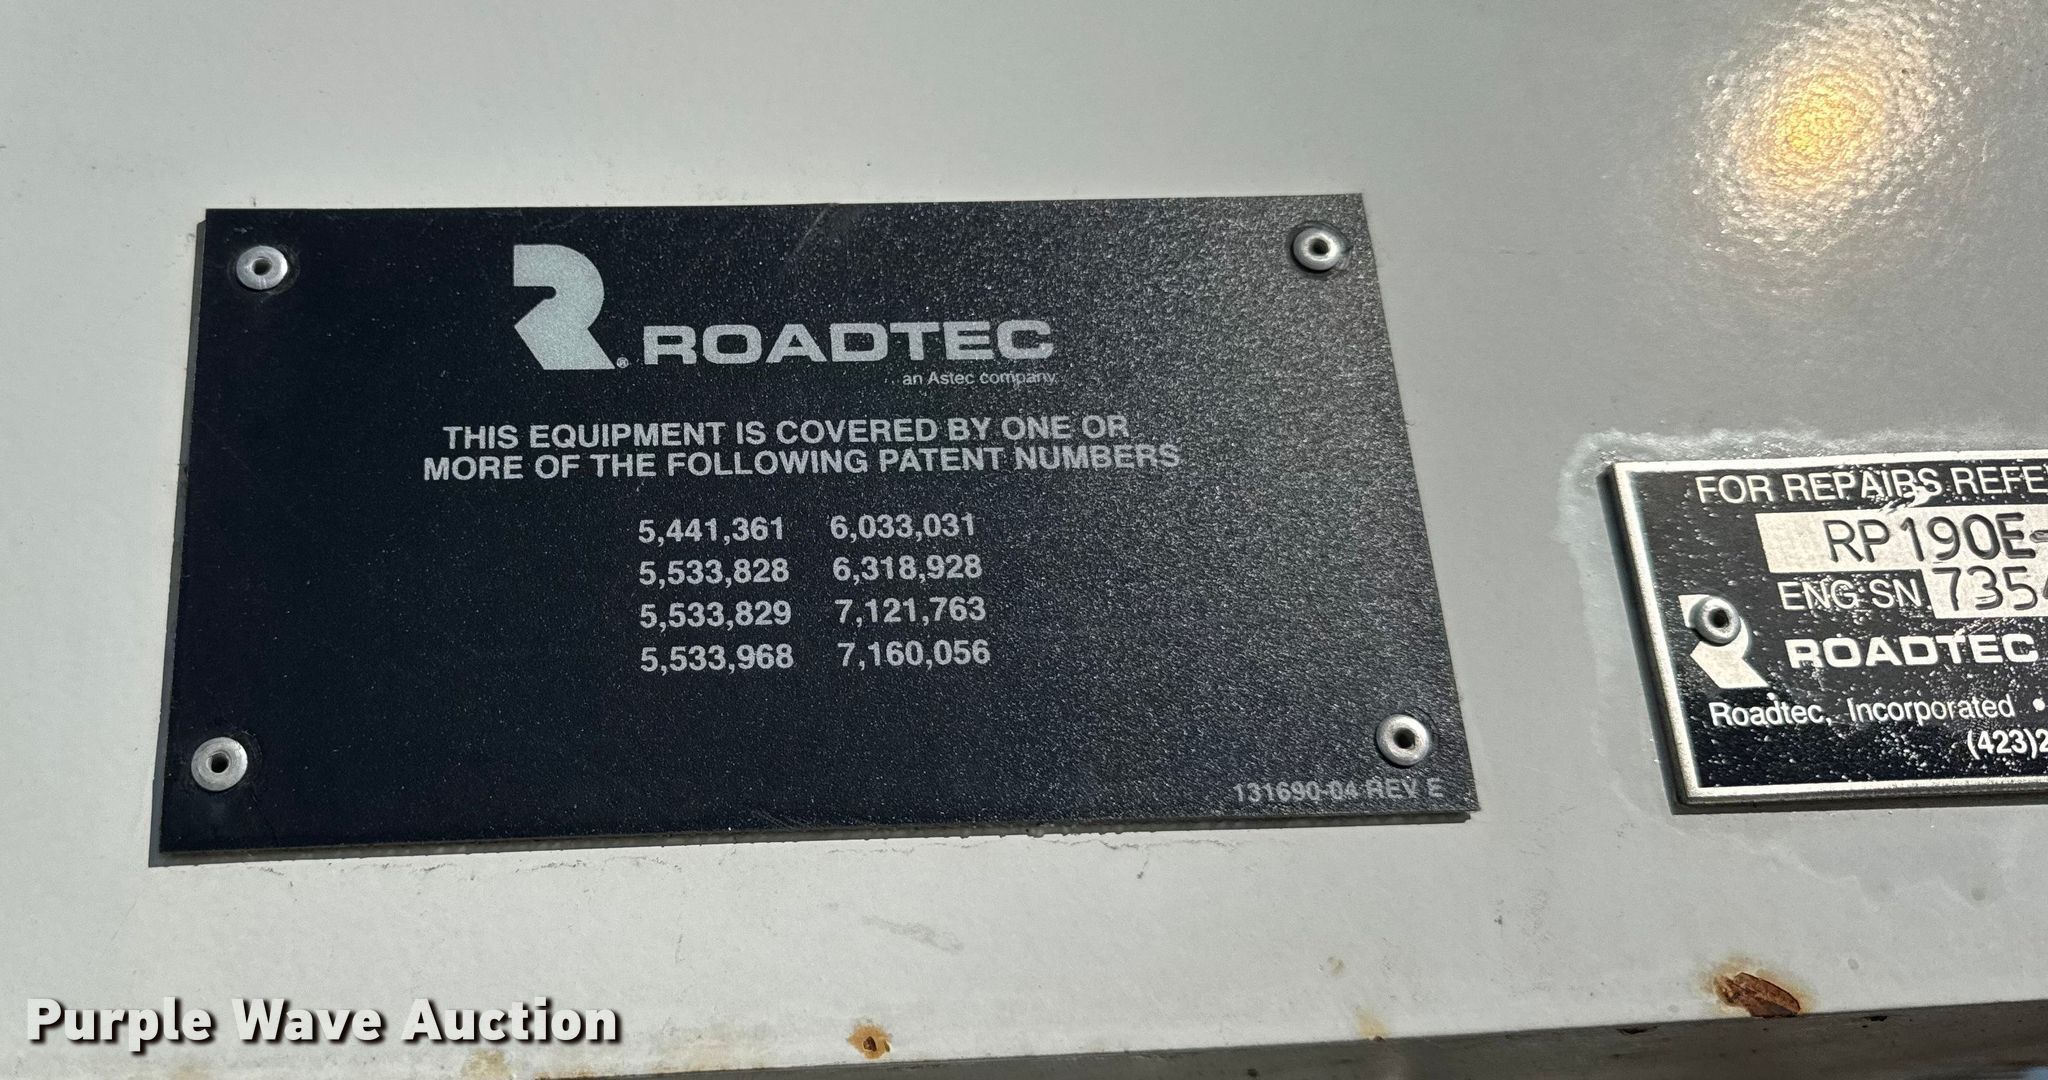 ROADTEC
an Astec company
THIS EQUIPMENT IS COVERED BY ONE OR
MORE OF THE FOLLOWING PATENT NUMBERS
5,441,361 6,033,031
5,533,828 6,318,928
5,533,829 7,121,763
5,533,968 7,160,056
131690-04 REV E
FOR REPAIRS REFE
RP190E-
ENG SN 735
ROADTEC
Roadtec, Incorporated •
(423)2
Purple Wave Auction